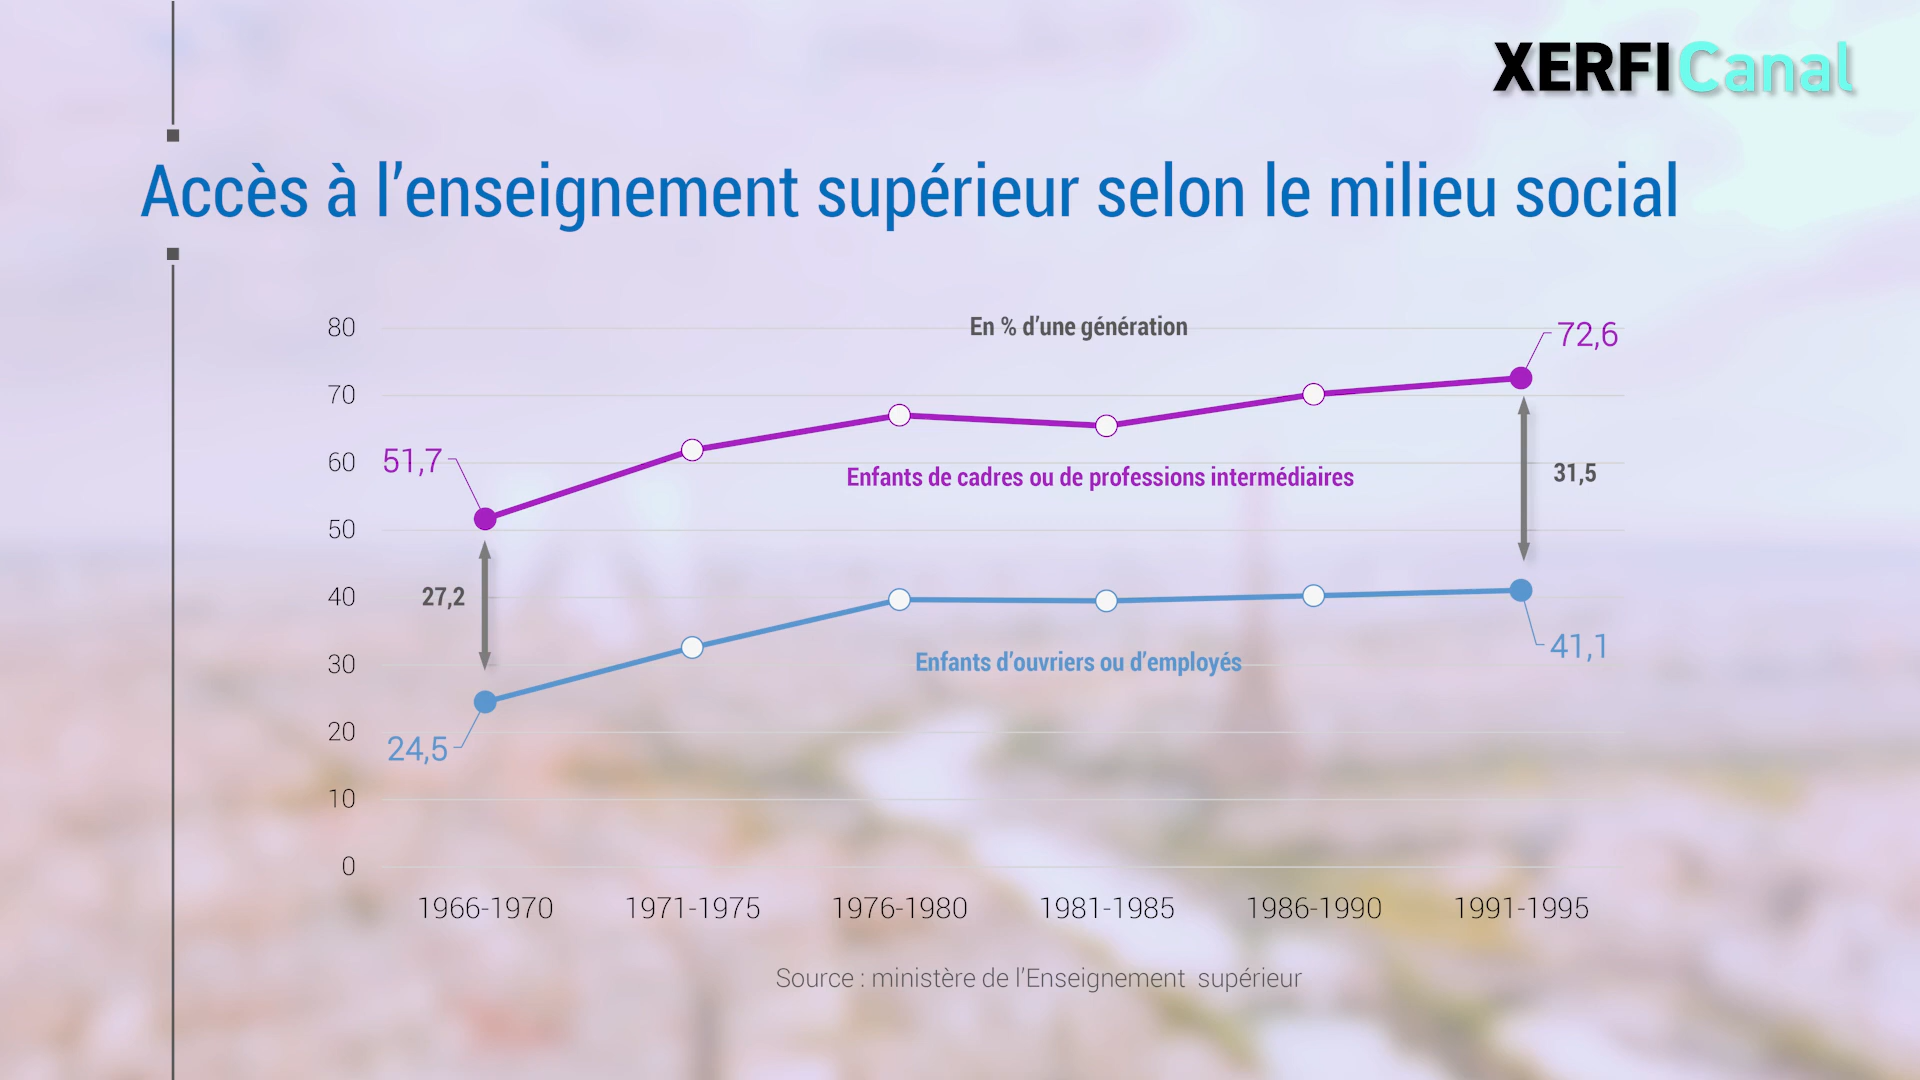 XERFI Canal
Accès à l’enseignement supérieur selon le milieu social
En % d’une génération
80
70
60
50
40
30
20
10
0
72,6
51,7
Enfants de cadres ou de professions intermédiaires
31,5
27,2
Enfants d’ouvriers ou d’employés
41,1
24,5
1966-1970 1971-1975 1976-1980 1981-1985 1986-1990 1991-1995
Source : ministère de l’Enseignement supérieur